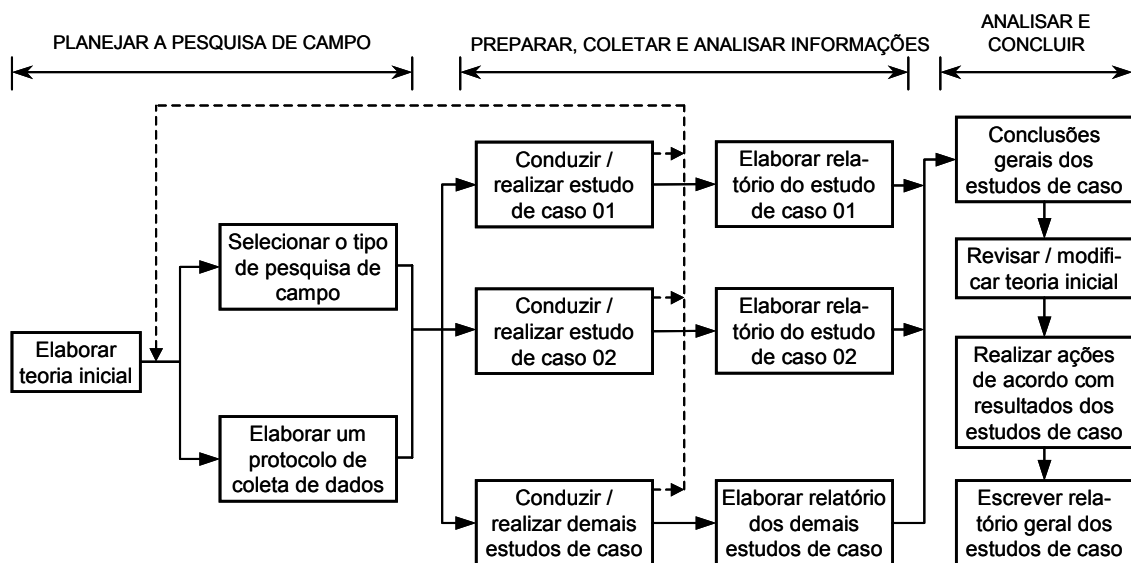 PLANEJAR A PESQUISA DE CAMPO
PREPARAR, COLETAR E ANALISAR INFORMAÇÕES
ANALISAR E
CONCLUIR
Elaborar
teoria inicial
Selecionar o tipo
de pesquisa de
campo
Elaborar um
protocolo de
coleta de dados
Conduzir /
realizar estudo
de caso 01
Elaborar rela-
tório do estudo
de caso 01
Conduzir /
realizar estudo
de caso 02
Elaborar rela-
tório do estudo
de caso 02
Conduzir /
realizar demais
estudos de caso
Elaborar relatório
dos demais
estudos de caso
Conclusões
gerais dos
estudos de caso
Revisar / modifi-
car teoria inicial
Realizar ações
de acordo com
resultados dos
estudos de caso
Escrever rela-
tório geral dos
estudos de caso